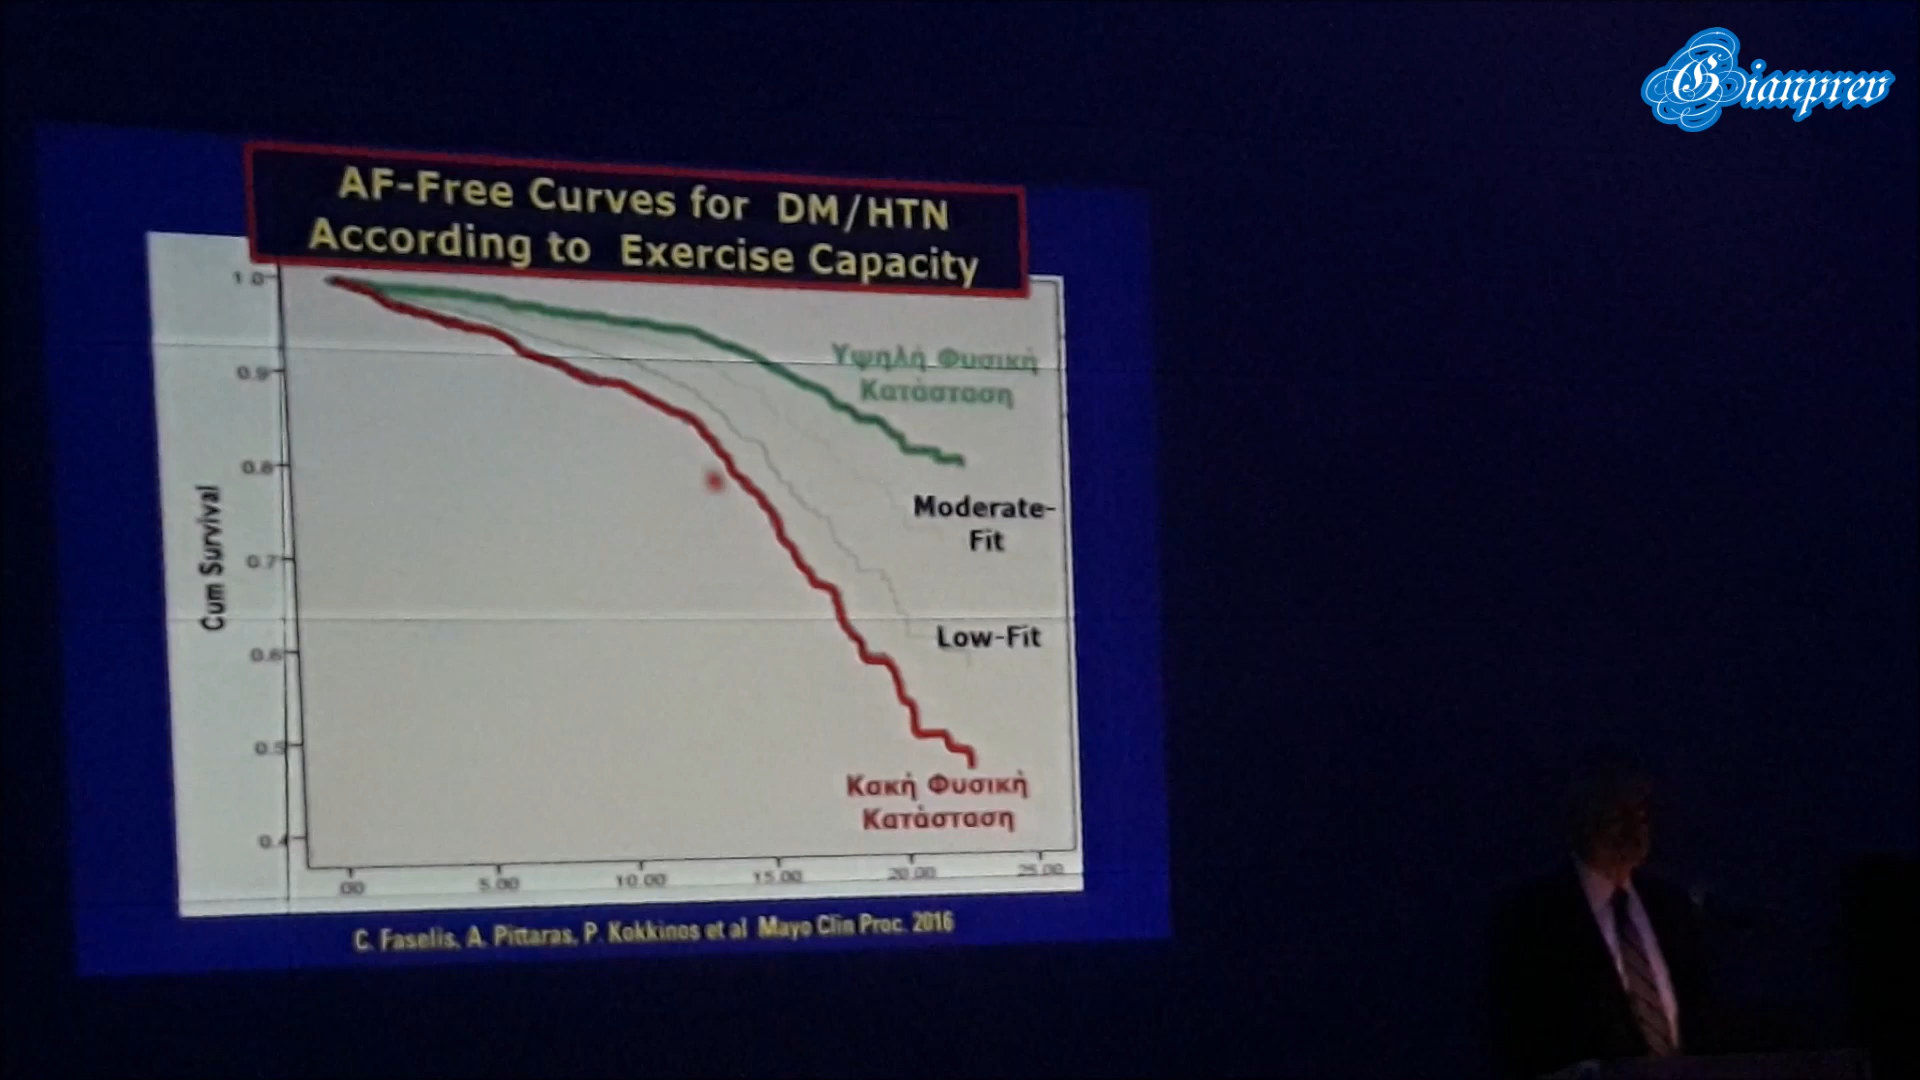 Gianprev
AF-Free Curves for DM/HTN
According to Exercise Capacity
1.0
0.9
0.8
0.7
0.6
0.5
0.4
Cum Survival
Υψηλή Φυσική
Κατάσταση
Moderate-
Fit
Low-Fit
Κακή Φυσική
Κατάσταση
.00
5.00
10.00
15.00
20.00
25.00
C. Faselis, A. Pittaras, P. Kokkinos et al Mayo Clin Proc. 2016